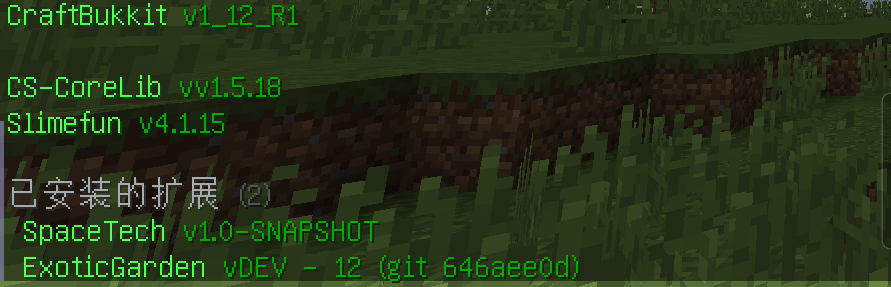 CraftBukkit v1_12_R1
CS-CoreLib vv1.5.18
Slimefun v4.1.15
已安装的扩展 (2)
SpaceTech v1.0-SNAPSHOT
ExoticGarden vDEV - 12 (git 646aee0d)